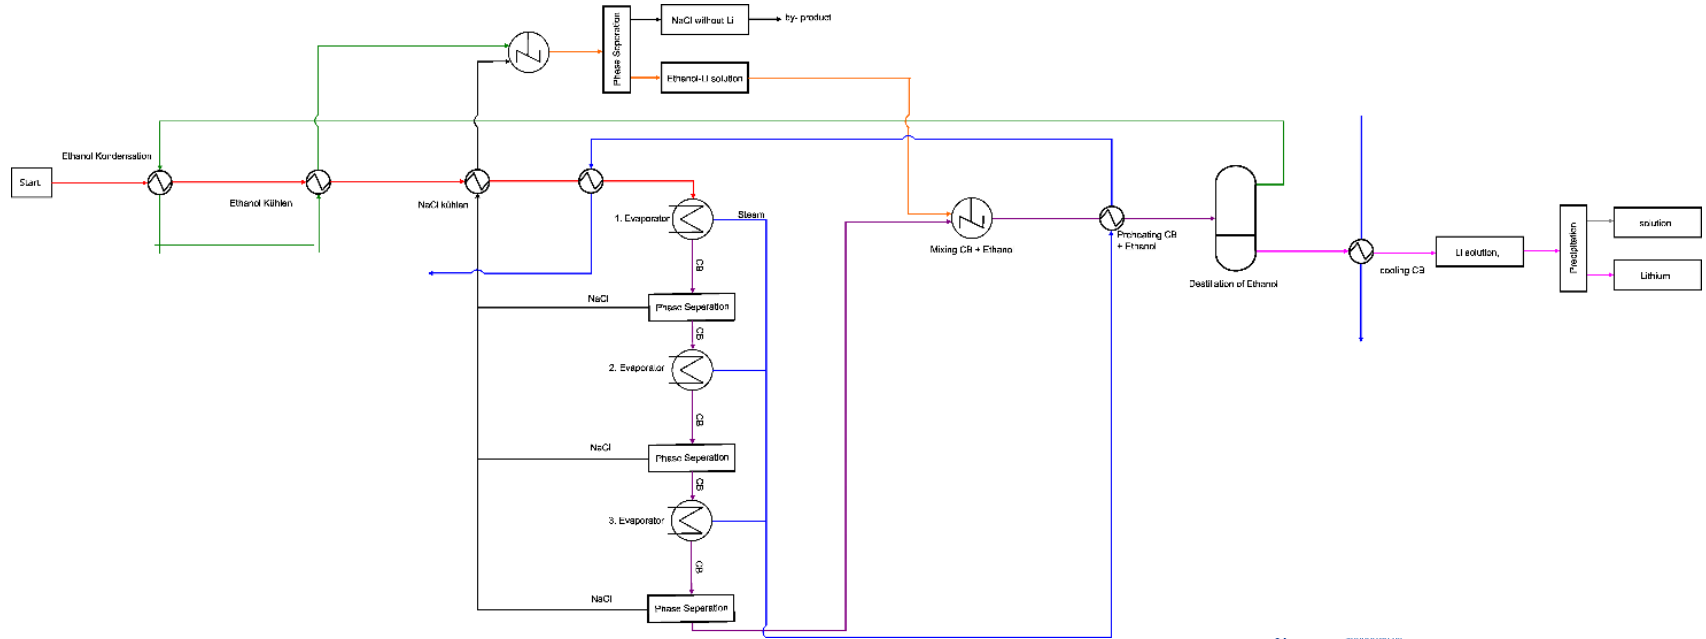 NaCl without Li
by- product
Phase Seperation
Ethanol-Li solution
Ethanol Kondensation
Start
Ethanol Kühlen
NaCl kühlen
1. Evaporator
Steam
CB
NaCl
Phase Seperation
CB
2. Evaporator
CB
NaCl
Phase Seperation
CB
3. Evaporator
CB
NaCl
Phase Seperation
Mixing CB + Ethanol
Preheating CB
+ Ethanol
Destillation of Ethanol
cooling CB
Li solution,
Precipitation
solution
Lithium